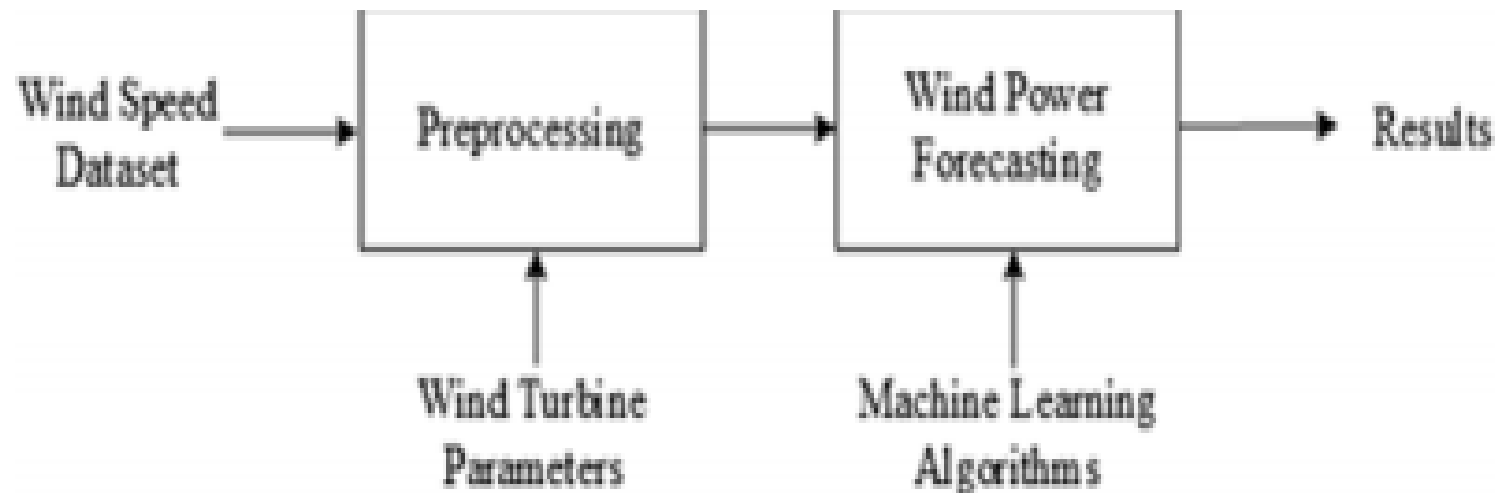 Wind Speed
Dataset
Preprocessing
Wind Power
Forecasting
Results
Wind Turbine
Parameters
Machine Learning
Algorithms